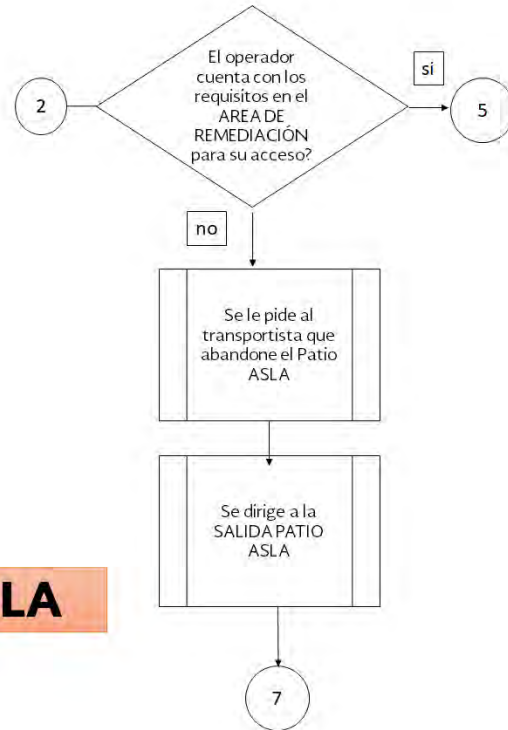 El operador
cuenta con los
requisitos en el
AREA DE
REMEDIACIÓN
para su acceso?
2
si
5
no
Se le pide al
transportista que
abandone el Patio
ASLA
Se dirige a la
SALIDA PATIO
ASLA
LA
7